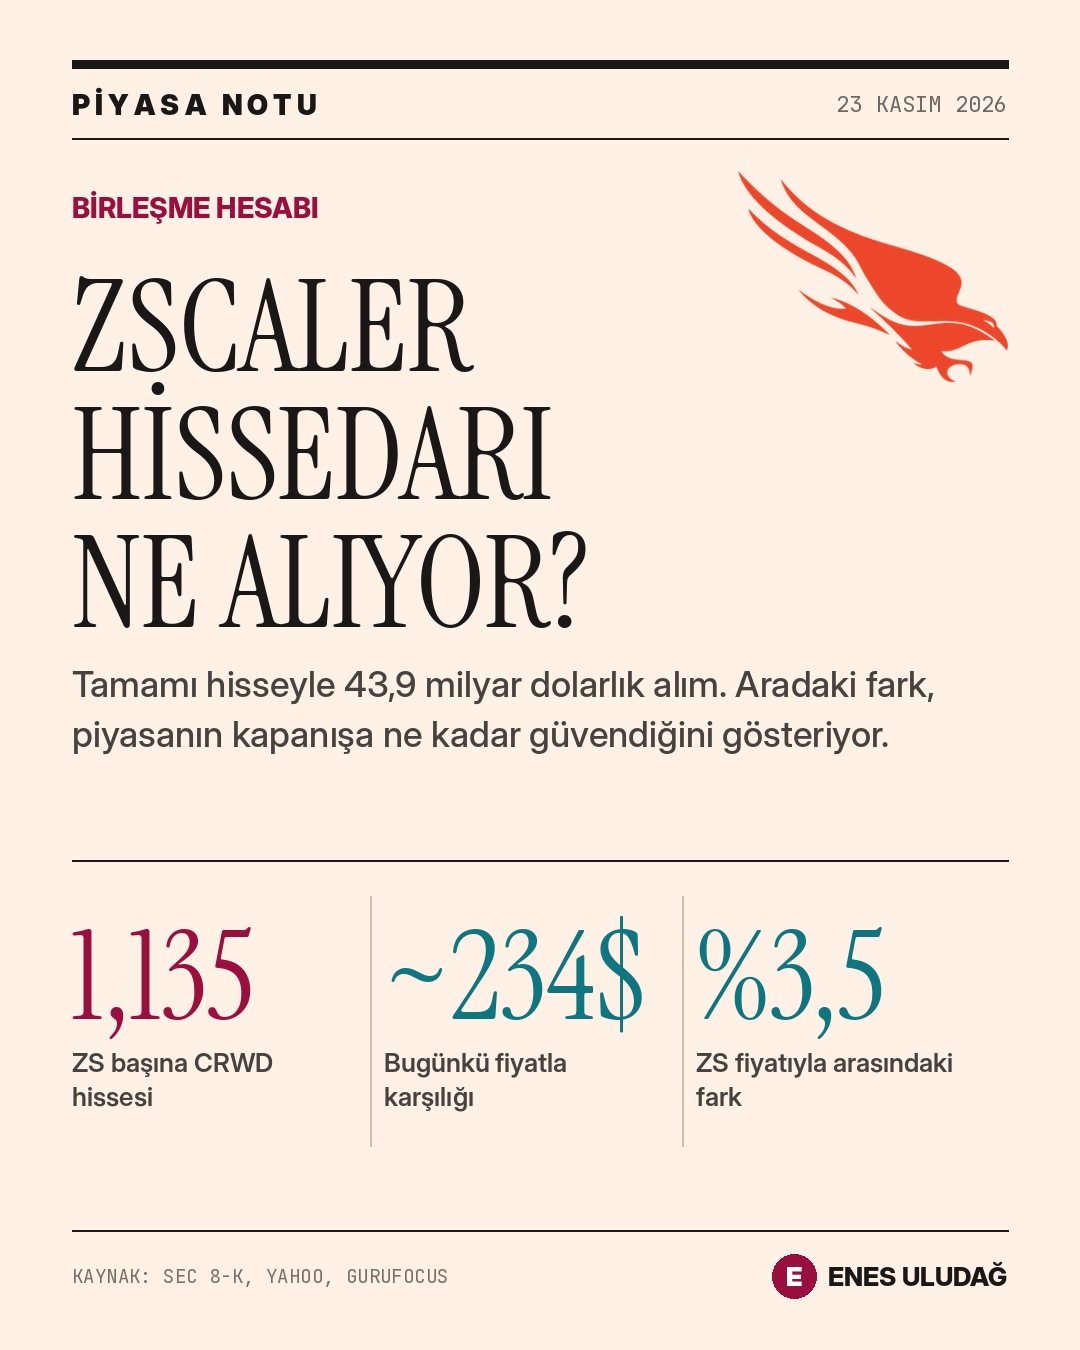 PİYASA NOTU
23 KASIM 2026
BİRLEŞME HESABI
ZSCALER
HİSSEDARI
NE ALIYOR?
Tamamı hisseyle 43,9 milyar dolarlık alım. Aradaki fark,
piyasanın kapanışa ne kadar güvendiğini gösteriyor.
1,135
ZS başına CRWD
hissesi
~234$
Bugünkü fiyatla
karşılığı
%3,5
ZS fiyatıyla arasındaki
fark
KAYNAK: SEC 8-K, YAHOO, GURUFOCUS
E ENES ULUDAĞ